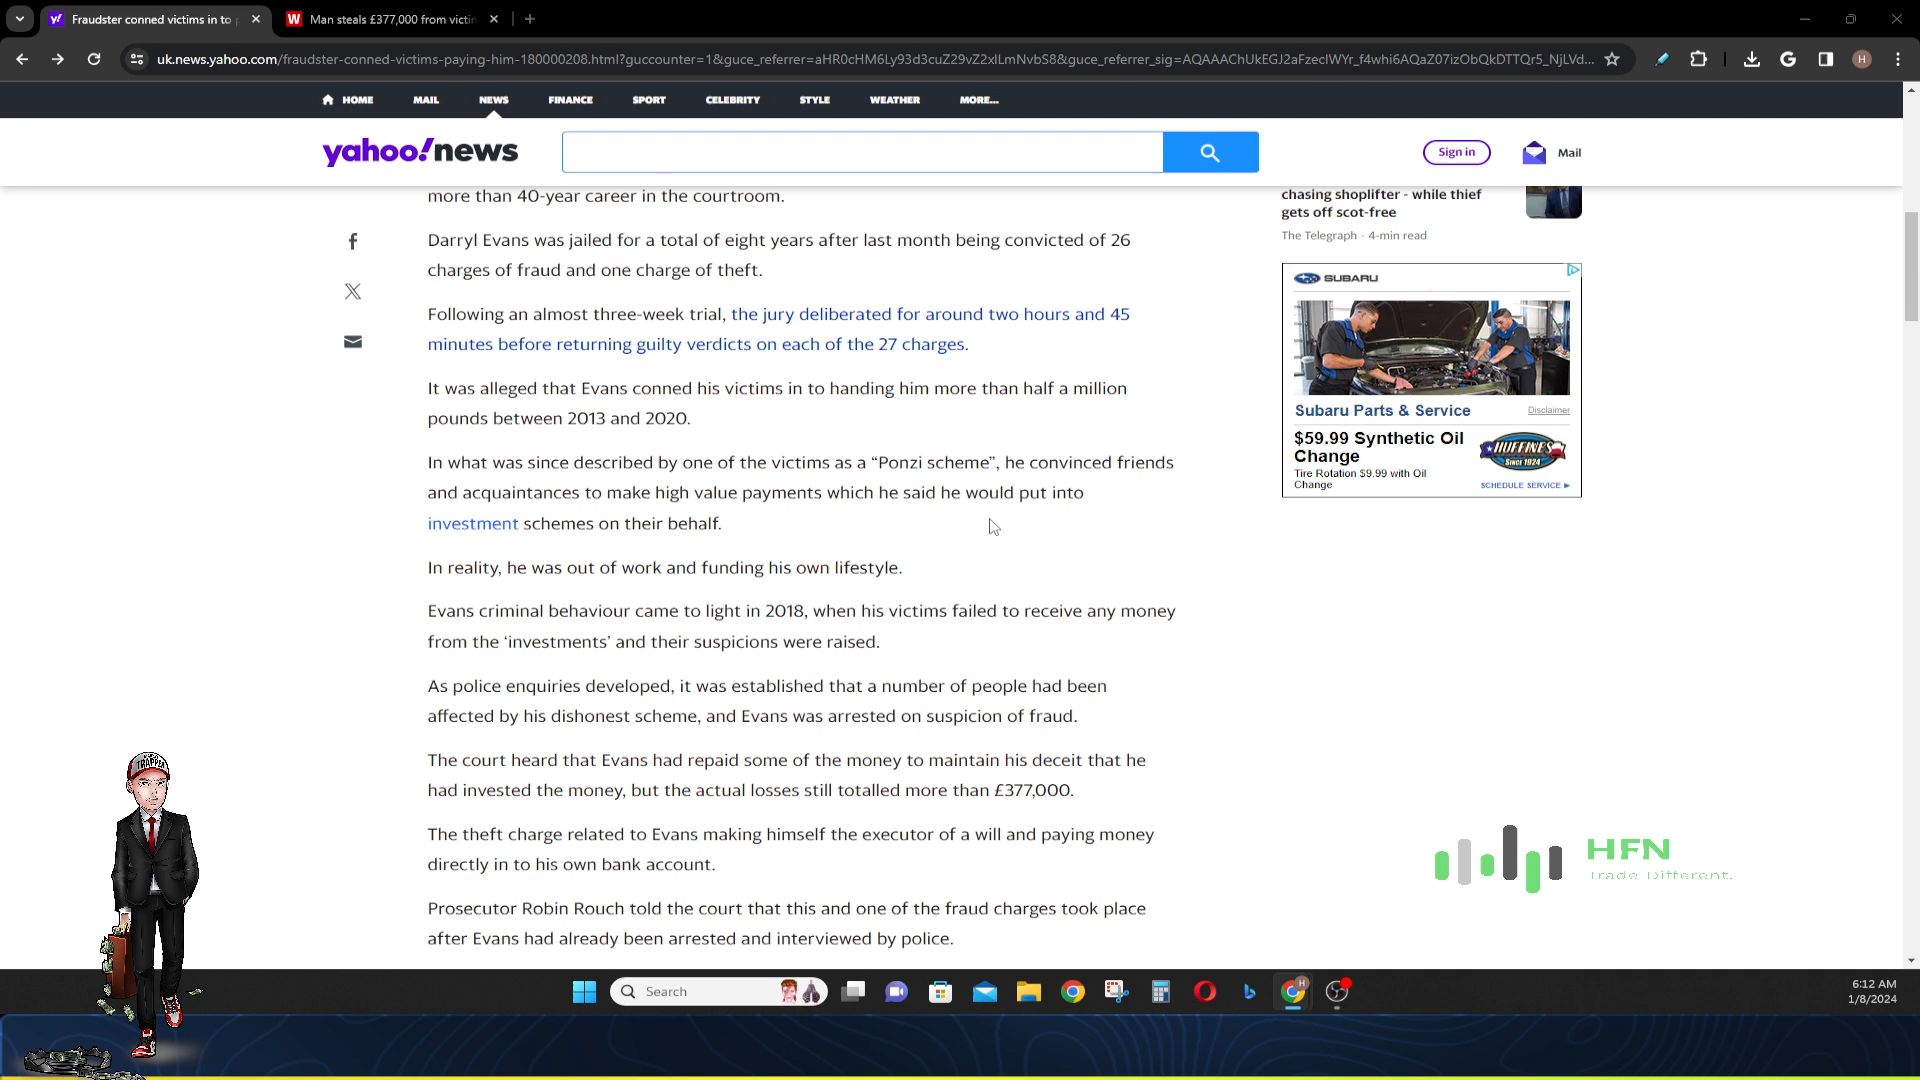 Fraudster conned victims in to
Man steals £377,000 from victim
uk.news.yahoo.com/fraudster-conned-victims-paying-him-180000208.html?guccounter=1&guce_referrer=aHR0cHM6Ly93d3cuZ29vZ2xlLmNvbS8&guce_referrer_sig=AQAAAChUkEGJ2aFzecIWYr_f4whi6AQaZ07izObQkDTTQr5_NjLVd...
HOME MAIL NEWS FINANCE SPORT CELEBRITY STYLE WEATHER MORE...
yahoo!news
Sign in
Mail
more than 40-year career in the courtroom.
Darryl Evans was jailed for a total of eight years after last month being convicted of 26
charges of fraud and one charge of theft.
Following an almost three-week trial, the jury deliberated for around two hours and 45
minutes before returning guilty verdicts on each of the 27 charges.
It was alleged that Evans conned his victims in to handing him more than half a million
pounds between 2013 and 2020.
In what was since described by one of the victims as a “Ponzi scheme”, he convinced friends
and acquaintances to make high value payments which he said he would put into
investment schemes on their behalf.
In reality, he was out of work and funding his own lifestyle.
Evans criminal behaviour came to light in 2018, when his victims failed to receive any money
from the ‘investments’ and their suspicions were raised.
As police enquiries developed, it was established that a number of people had been
affected by his dishonest scheme, and Evans was arrested on suspicion of fraud.
The court heard that Evans had repaid some of the money to maintain his deceit that he
had invested the money, but the actual losses still totalled more than £377,000.
The theft charge related to Evans making himself the executor of a will and paying money
directly in to his own bank account.
Prosecutor Robin Rouch told the court that this and one of the fraud charges took place
after Evans had already been arrested and interviewed by police.
chasing shoplifter - while thief
gets off scot-free
The Telegraph · 4-min read
SUBARU
Subaru Parts & Service
Disclaimer
$59.99 Synthetic Oil
Change
Tire Rotation $9.99 with Oil
Change
HUFFINES
SINCE 1924
SCHEDULE SERVICE
TRAPPER
HFN
Trade Different.
Search
6:12 AM
1/8/2024